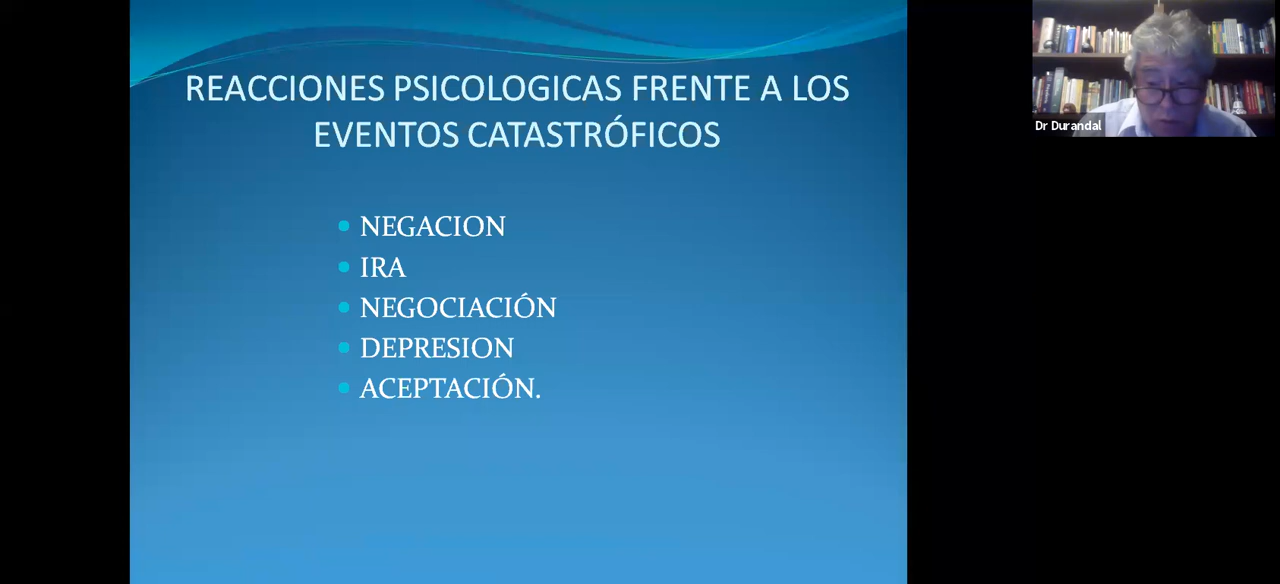 REACCIONES PSICOLOGICAS FRENTE A LOS
EVENTOS CATASTRÓFICOS
NEGACION
IRA
NEGOCIACIÓN
DEPRESION
ACEPTACIÓN.
Dr Durandal